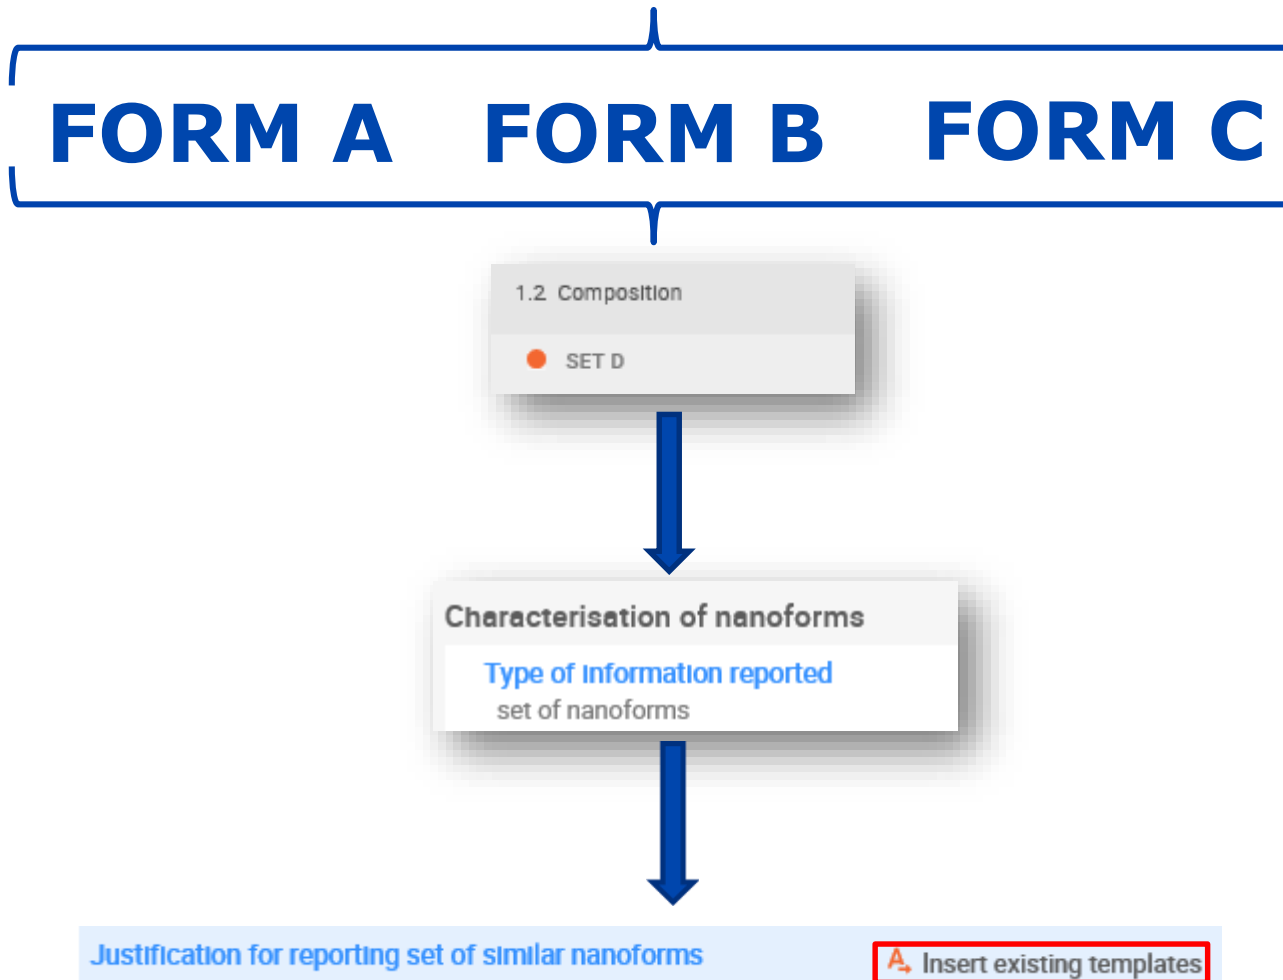 FORM A FORM B FORM C
1.2 Composition
SET D
Characterisation of nanoforms
Type of information reported
set of nanoforms
Justification for reporting set of similar nanoforms
Insert existing templates